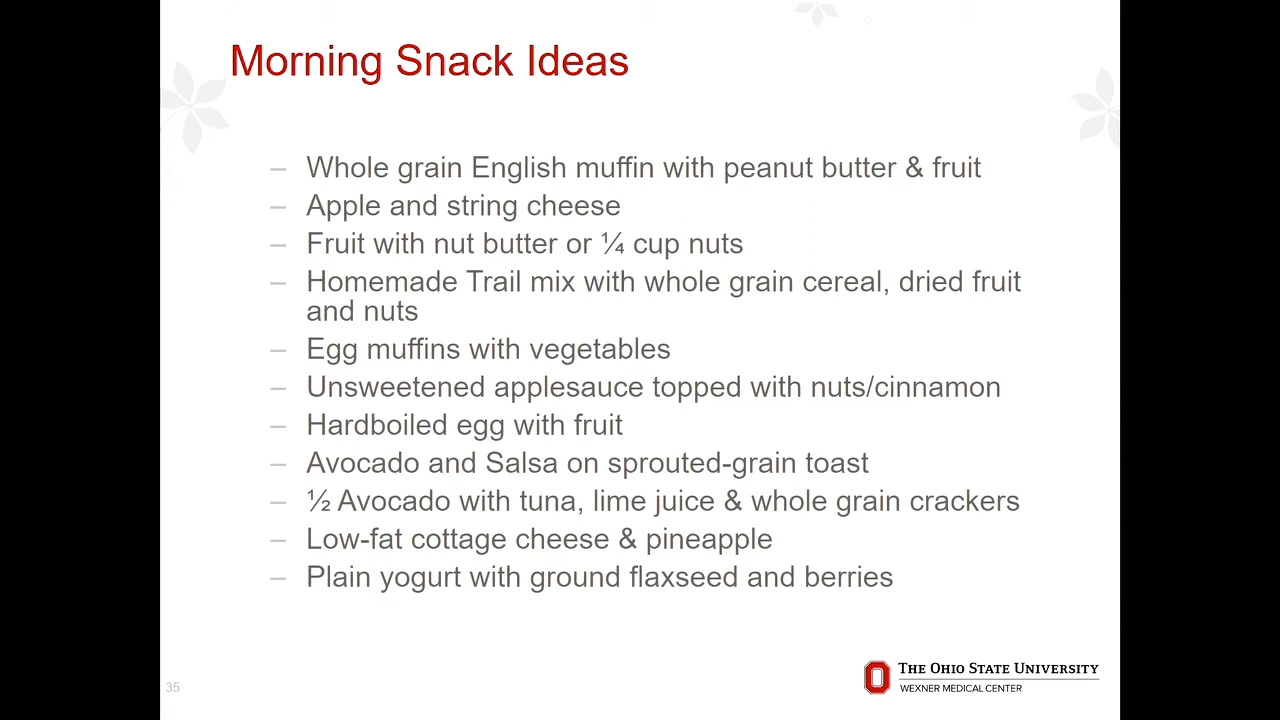 Morning Snack Ideas
– Whole grain English muffin with peanut butter & fruit
– Apple and string cheese
– Fruit with nut butter or ¼ cup nuts
– Homemade Trail mix with whole grain cereal, dried fruit
and nuts
– Egg muffins with vegetables
– Unsweetened applesauce topped with nuts/cinnamon
– Hardboiled egg with fruit
– Avocado and Salsa on sprouted-grain toast
– ½ Avocado with tuna, lime juice & whole grain crackers
– Low-fat cottage cheese & pineapple
– Plain yogurt with ground flaxseed and berries
THE OHIO STATE UNIVERSITY
WEXNER MEDICAL CENTER
35